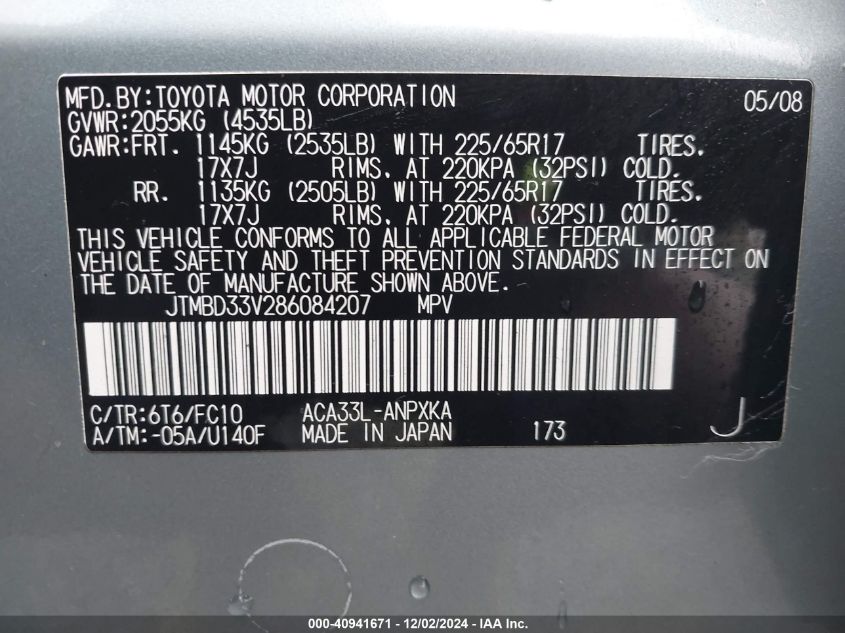 MFD.BY:TOYOTA MOTOR CORPORATION 05/08
GVWR:2055KG (4535LB)
GAWR:FRT. 1145KG (2535LB) WITH 225/65R17 TIRES.
17X7J RIMS. AT 220KPA (32PSI) COLD.
RR. 1135KG (2505LB) WITH 225/65R17 TIRES.
17X7J RIMS. AT 220KPA (32PSI) COLD.
THIS VEHICLE CONFORMS TO ALL APPLICABLE FEDERAL MOTOR
VEHICLE SAFETY AND THEFT PREVENTION STANDARDS IN EFFECT ON
THE DATE OF MANUFACTURE SHOWN ABOVE.
JTMBD33V286084207 MPV
C/TR:6T6/FC10 ACA33L-ANPXKA
A/TM:-05A/U140F MADE IN JAPAN 173 J
000-40941671 - 12/02/2024 - IAAI.com.